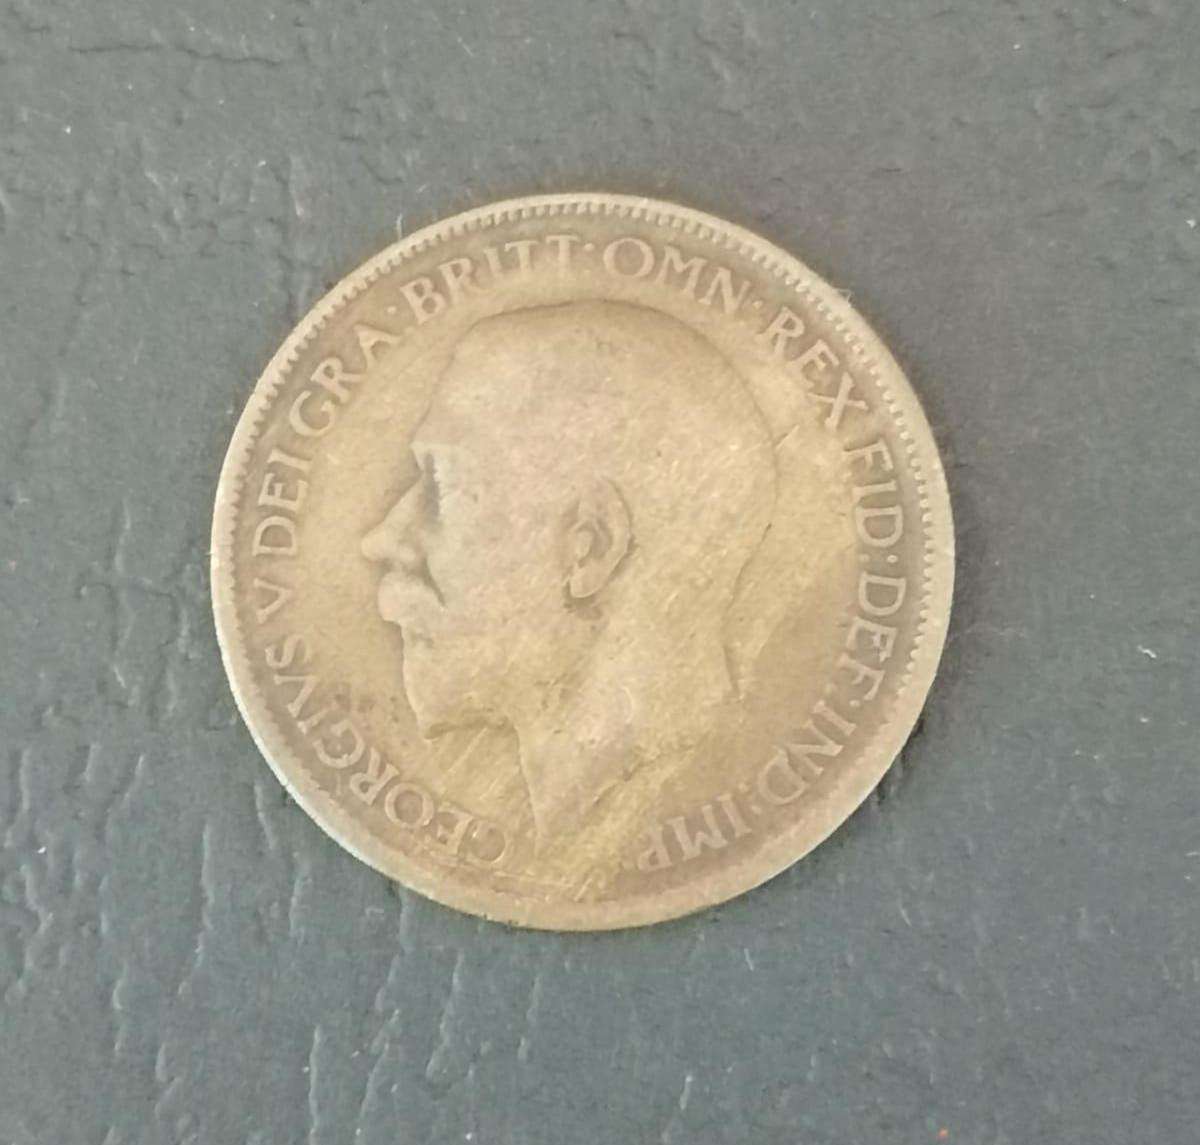 GEORGIVS V DEI GRA·BRITT·OMN·REX FID·DEF·IND·IMP·